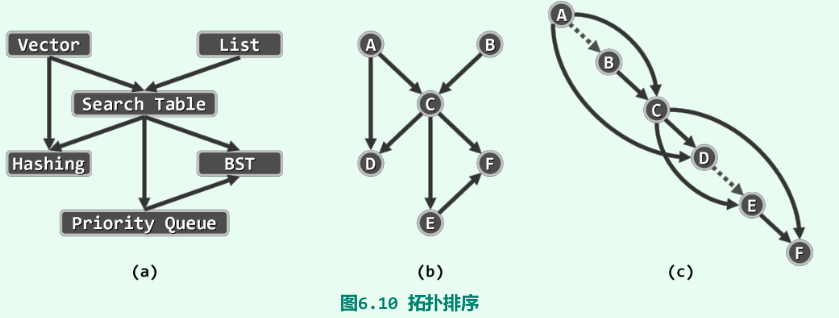 Vector
List
Search Table
Hashing
BST
Priority Queue
(a)
A
B
C
D
F
E
(b)
A
B
C
D
E
F
(c)
图6.10 拓扑排序